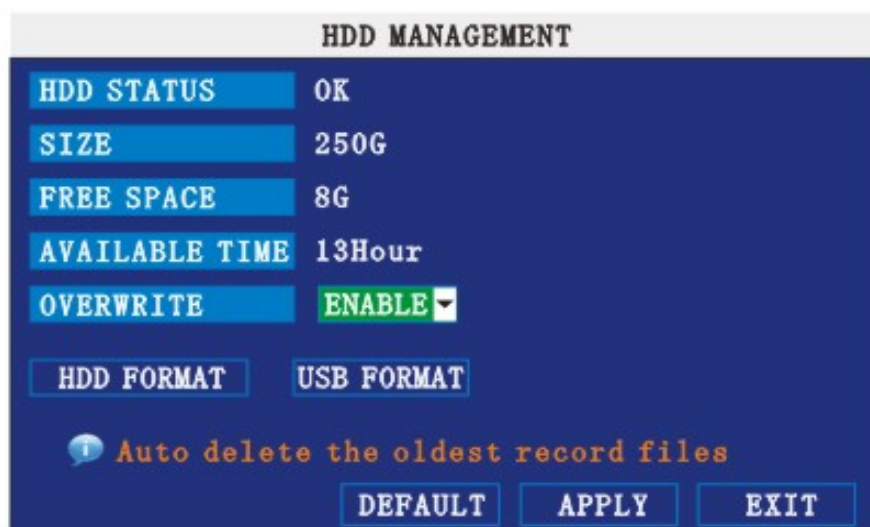 HDD MANAGEMENT
HDD STATUS OK
SIZE 250G
FREE SPACE 8G
AVAILABLE TIME 13Hour
OVERWRITE ENABLE
HDD FORMAT USB FORMAT
Auto delete the oldest record files
DEFAULT APPLY EXIT